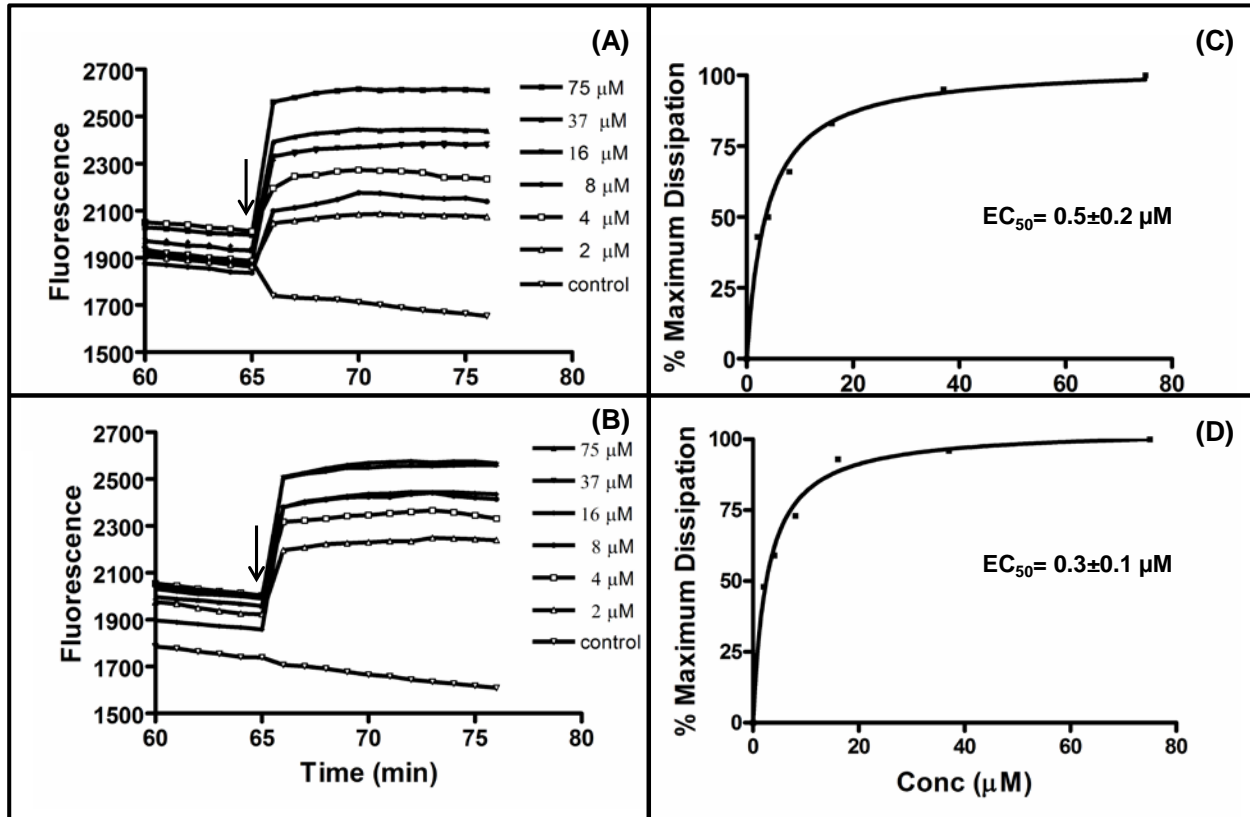 (A)
Fluorescence
2700
2500
2300
2100
1900
1700
1500
60 65 70 75 80
75 µM
37 µM
16 µM
8 µM
4 µM
2 µM
control
(C)
% Maximum Dissipation
100
75
50
25
0
0 20 40 60 80
EC50= 0.5±0.2 µM
(B)
Fluorescence
2700
2500
2300
2100
1900
1700
1500
60 65 70 75 80
Time (min)
75 µM
37 µM
16 µM
8 µM
4 µM
2 µM
control
(D)
% Maximum Dissipation
100
75
50
25
0
0 20 40 60 80
Conc (µM)
EC50= 0.3±0.1 µM